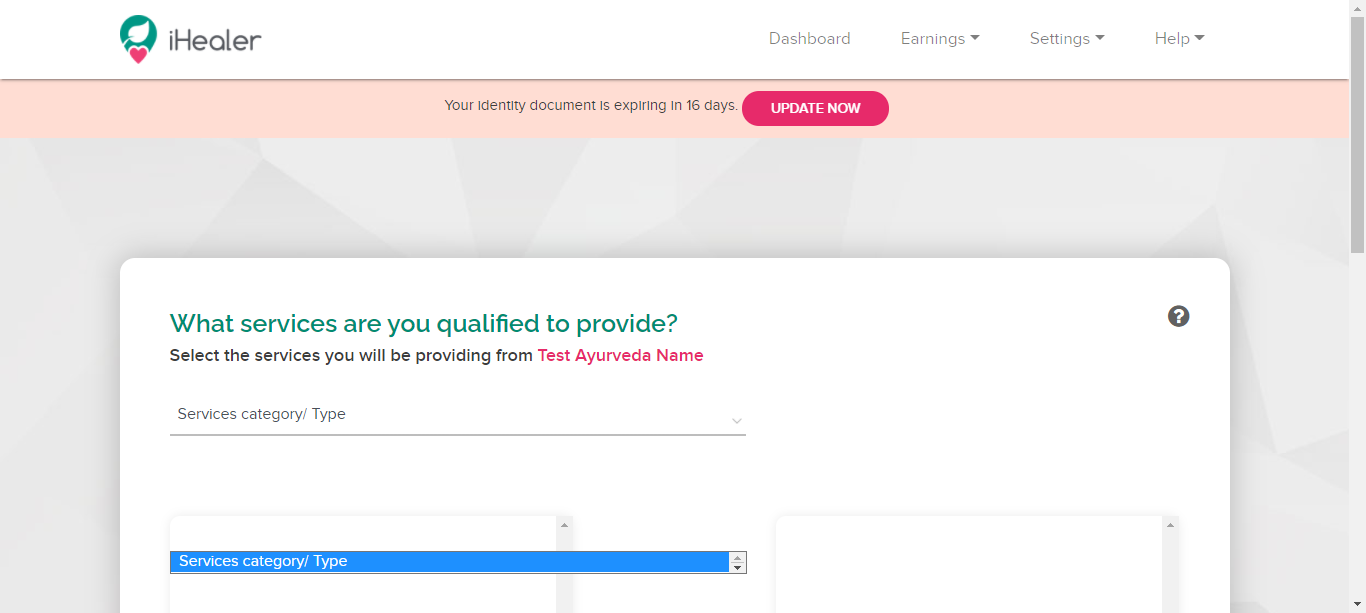 iHealer
Dashboard
Earnings
Settings
Help
Your identity document is expiring in 16 days. UPDATE NOW
What services are you qualified to provide?
?
Select the services you will be providing from Test Ayurveda Name
Services category/ Type
Services category/ Type